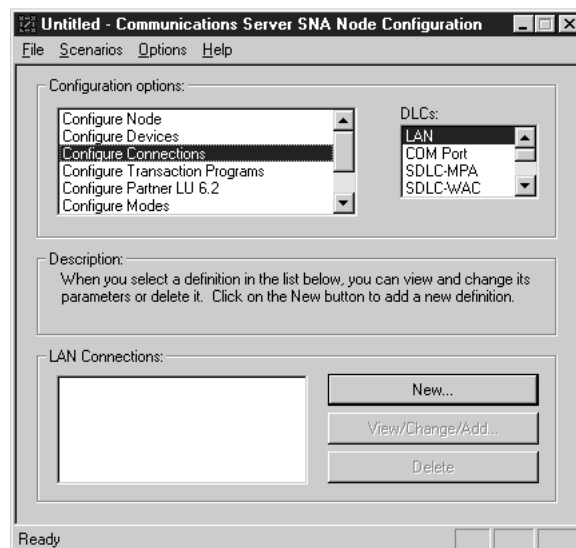 Untitled - Communications Server SNA Node Configuration
File Scenarios Options Help
Configuration options:
Configure Node
Configure Devices
Configure Connections
Configure Transaction Programs
Configure Partner LU 6.2
Configure Modes
DLCs:
LAN
COM Port
SDLC-MPA
SDLC-WAC
Description:
When you select a definition in the list below, you can view and change its
parameters or delete it. Click on the New button to add a new definition.
LAN Connections:
New...
View/Change/Add...
Delete
Ready